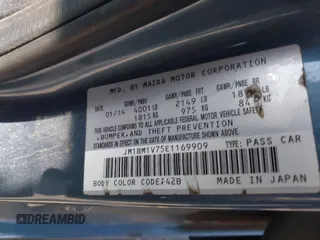 MFD. BY MAZDA MOTOR CORPORATION
GVWR/PNBV GAWR/PNBE FR GAWR/PNBE RR
01/14 4001 LB 2149 LB
1815 KG 975 KG
THIS VEHICLE CONFORMS TO ALL APPLICABLE FEDERAL MOTOR VEHICLE SAFETY,
BUMPER, AND THEFT PREVENTION
STANDARDS IN EFFECT ON THE DATE OF MANUFACTURE SHOWN ABOVE.
JM1BM1V75E1169909 TYPE: PASS CAR
BODY COLOR CODE:42B MADE IN JAPAN
DREAMBID